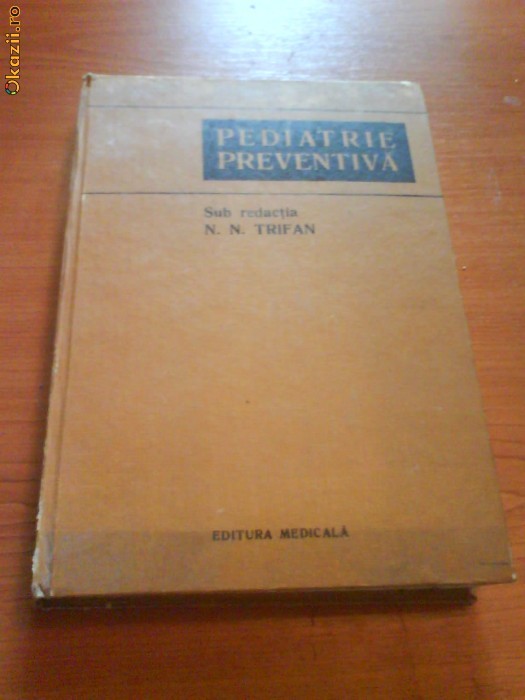 Okazii.ro
PEDIATRIE
PREVENTIVĂ
Sub redacția
N. N. TRIFAN
EDITURA MEDICALĂ